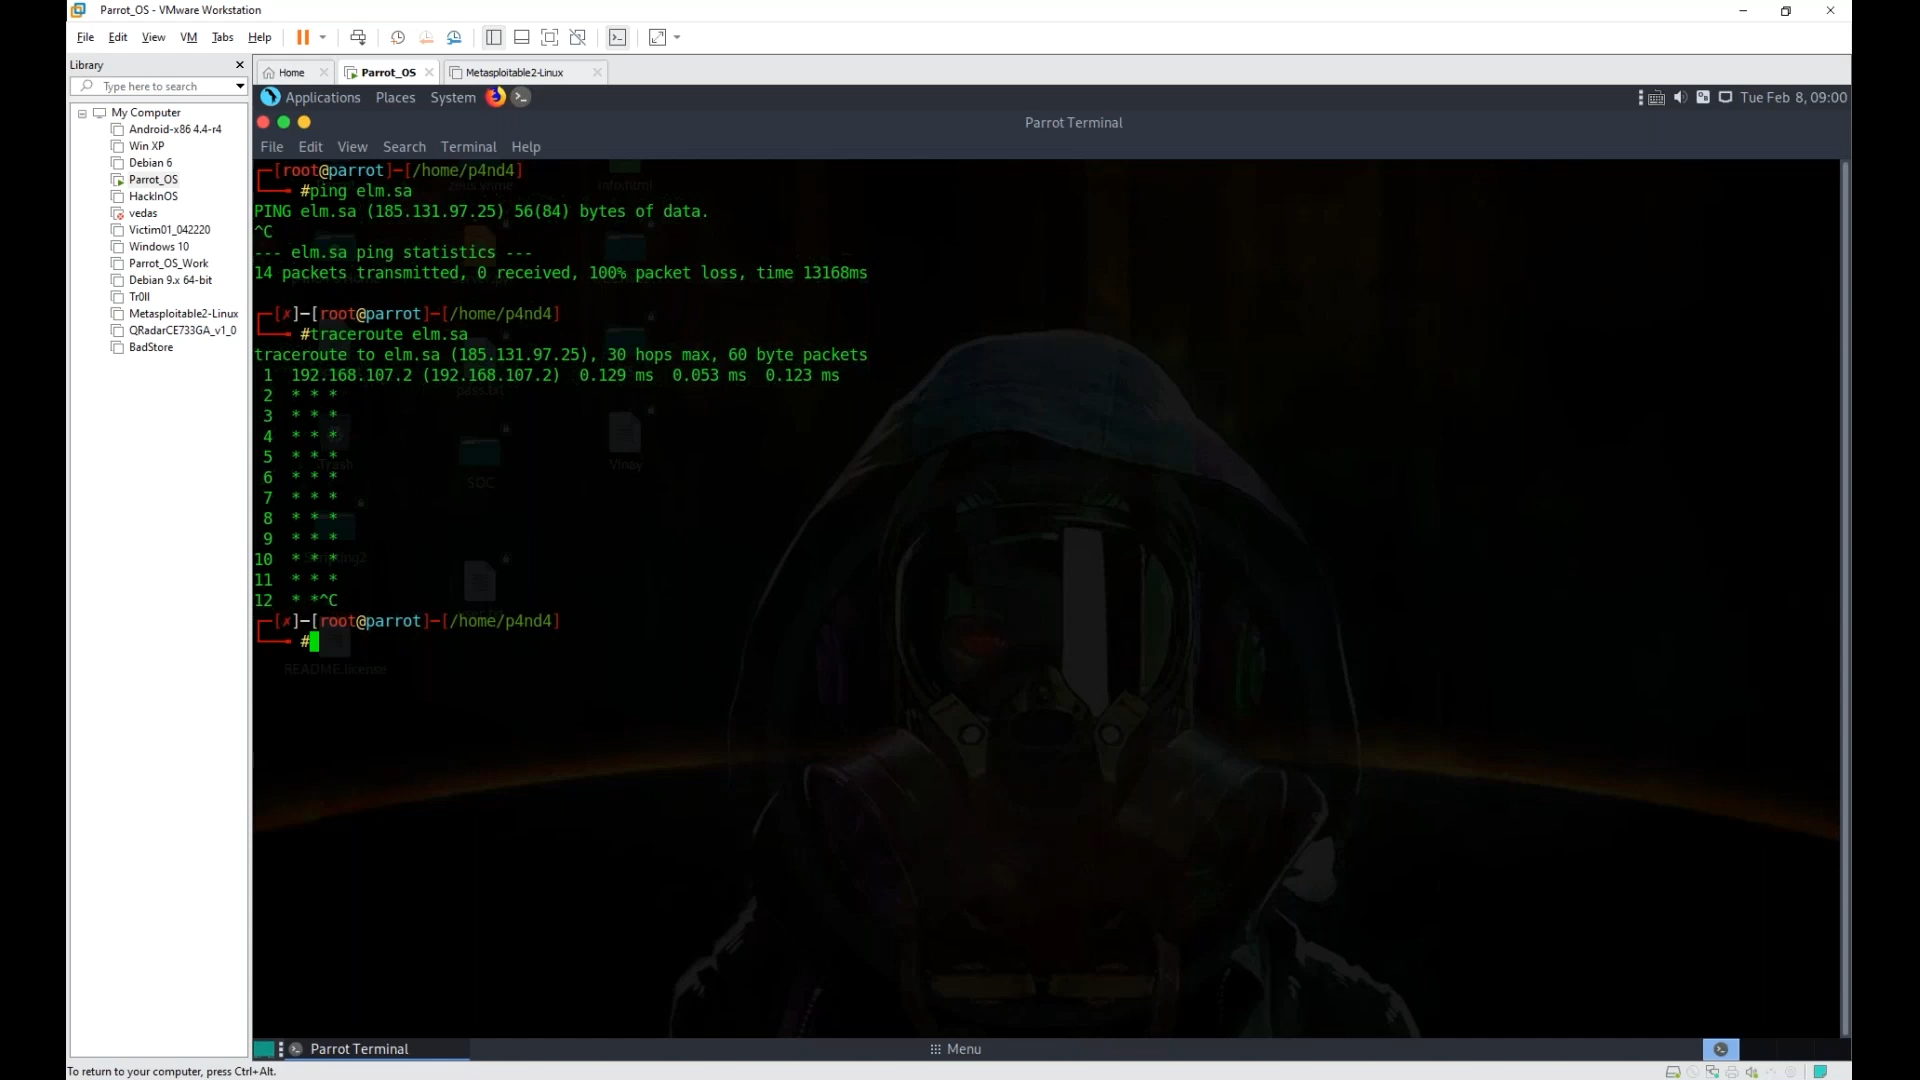 Parrot_OS - VMware Workstation
File Edit View VM Tabs Help
Library
Type here to search
My Computer
Android-x86 4.4-r4
Win XP
Debian 6
Parrot_OS
HackInOS
vedas
Victim01_042220
Windows 10
Parrot_OS_Work
Debian 9.x 64-bit
Tr0ll
Metasploitable2-Linux
QRadarCE733GA_v1_0
BadStore
Home Parrot_OS Metasploitable2-Linux
Applications Places System Tue Feb 8, 09:00
Parrot Terminal
File Edit View Search Terminal Help
[root@parrot]-[/home/p4nd4]
#ping elm.sa
PING elm.sa (185.131.97.25) 56(84) bytes of data.
^C
--- elm.sa ping statistics ---
14 packets transmitted, 0 received, 100% packet loss, time 13168ms
[✗]-[root@parrot]-[/home/p4nd4]
#traceroute elm.sa
traceroute to elm.sa (185.131.97.25), 30 hops max, 60 byte packets
1 192.168.107.2 (192.168.107.2) 0.129 ms 0.053 ms 0.123 ms
2 * * *
3 * * *
4 * * *
5 * * *
6 * * *
7 * * *
8 * * *
9 * * *
10 * * *
11 * * *
12 * *^C
[✗]-[root@parrot]-[/home/p4nd4]
#
Trash
SOC
Vinay
README.license
Parrot Terminal
Menu
To return to your computer, press Ctrl+Alt.